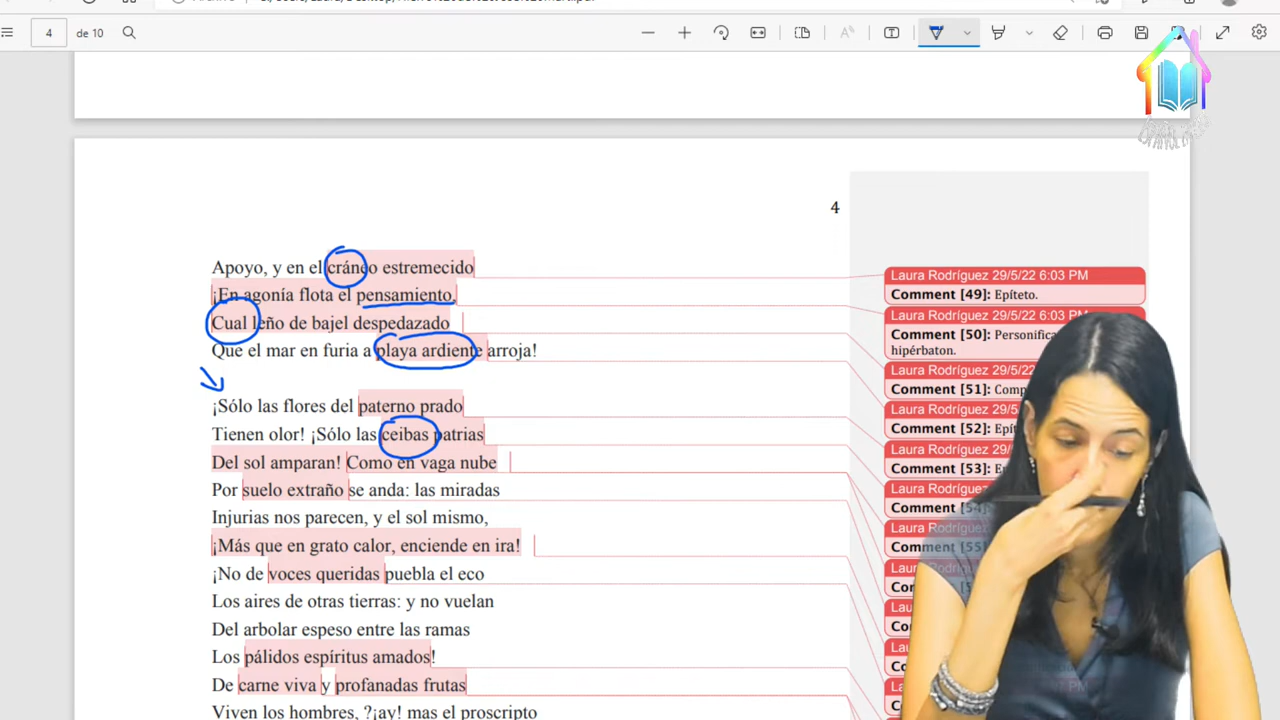 4
de 10
4
Apoyo, y en el cráneo estremecido
¡En agonía flota el pensamiento,
Cual leño de bajel despedazado
Que el mar en furia a playa ardiente arroja!
¡Sólo las flores del paterno prado
Tienen olor! ¡Sólo las ceibas patrias
Del sol amparan! Como en vaga nube
Por suelo extraño se anda: las miradas
Injurias nos parecen, y el sol mismo,
¡Más que en grato calor, enciende en ira!
¡No de voces queridas puebla el eco
Los aires de otras tierras: y no vuelan
Del arbolar espeso entre las ramas
Los pálidos espíritus amados!
De carne viva y profanadas frutas
Viven los hombres, ?¡ay! mas el proscripto
Laura Rodríguez 29/5/22 6:03 PM
Comment [49]: Epíteto.
Laura Rodríguez 29/5/22 6:03 PM
Comment [50]:
hipérbaton.
Laura Rodríguez 29/5/22
Comment [51]:
Laura Rodríguez 29/5/22
Comment [52]:
Laura Rodríguez 29/
Comment [53]:
Laura Rodríguez
Comment [54]
Laura Rodríguez
Comment [55]